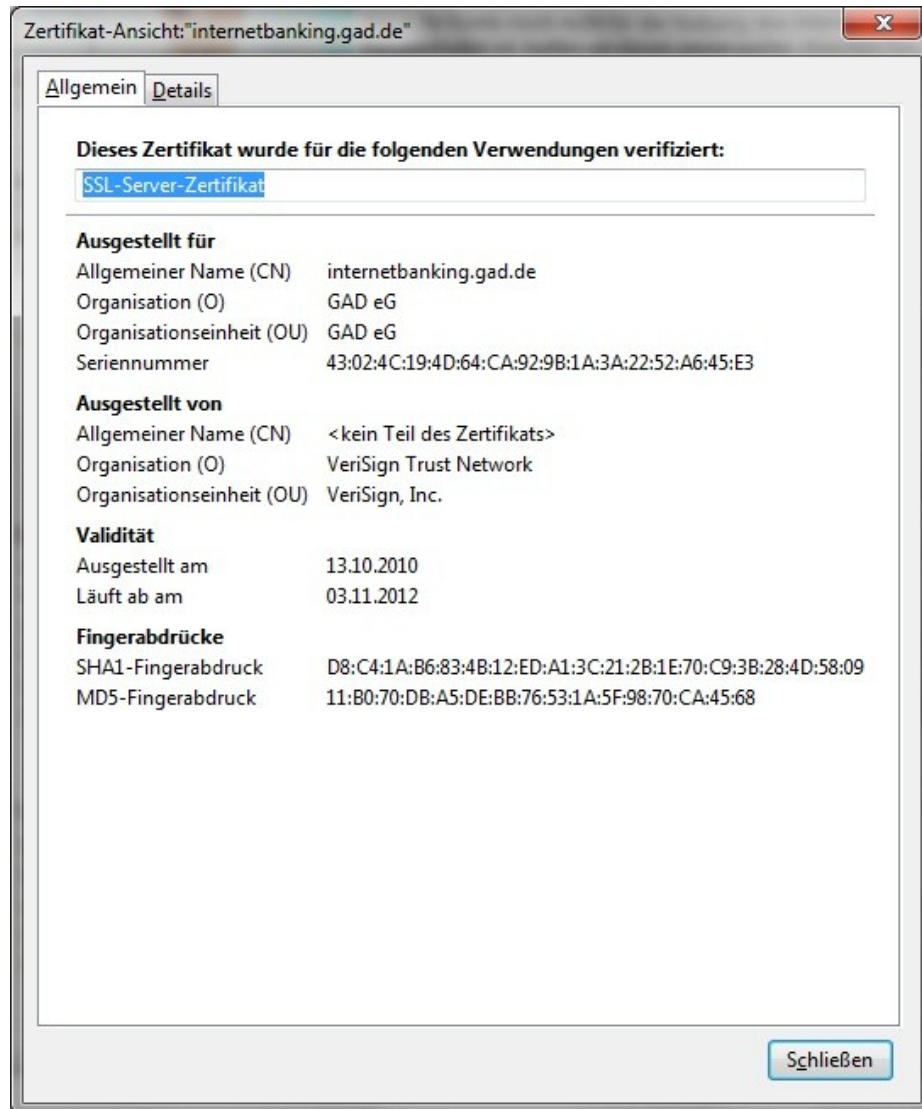 Zertifikat-Ansicht:"internetbanking.gad.de"
Allgemein Details
Dieses Zertifikat wurde für die folgenden Verwendungen verifiziert:
SSL-Server-Zertifikat
Ausgestellt für
Allgemeiner Name (CN) internetbanking.gad.de
Organisation (O) GAD eG
Organisationseinheit (OU) GAD eG
Seriennummer 43:02:4C:19:4D:64:CA:92:9B:1A:3A:22:52:A6:45:E3
Ausgestellt von
Allgemeiner Name (CN) <kein Teil des Zertifikats>
Organisation (O) VeriSign Trust Network
Organisationseinheit (OU) VeriSign, Inc.
Validität
Ausgestellt am 13.10.2010
Läuft ab am 03.11.2012
Fingerabdrücke
SHA1-Fingerabdruck D8:C4:1A:B6:83:4B:12:ED:A1:3C:21:2B:1E:70:C9:3B:28:4D:58:09
MD5-Fingerabdruck 11:B0:70:DB:A5:DE:BB:76:53:1A:5F:98:70:CA:45:68
Schließen